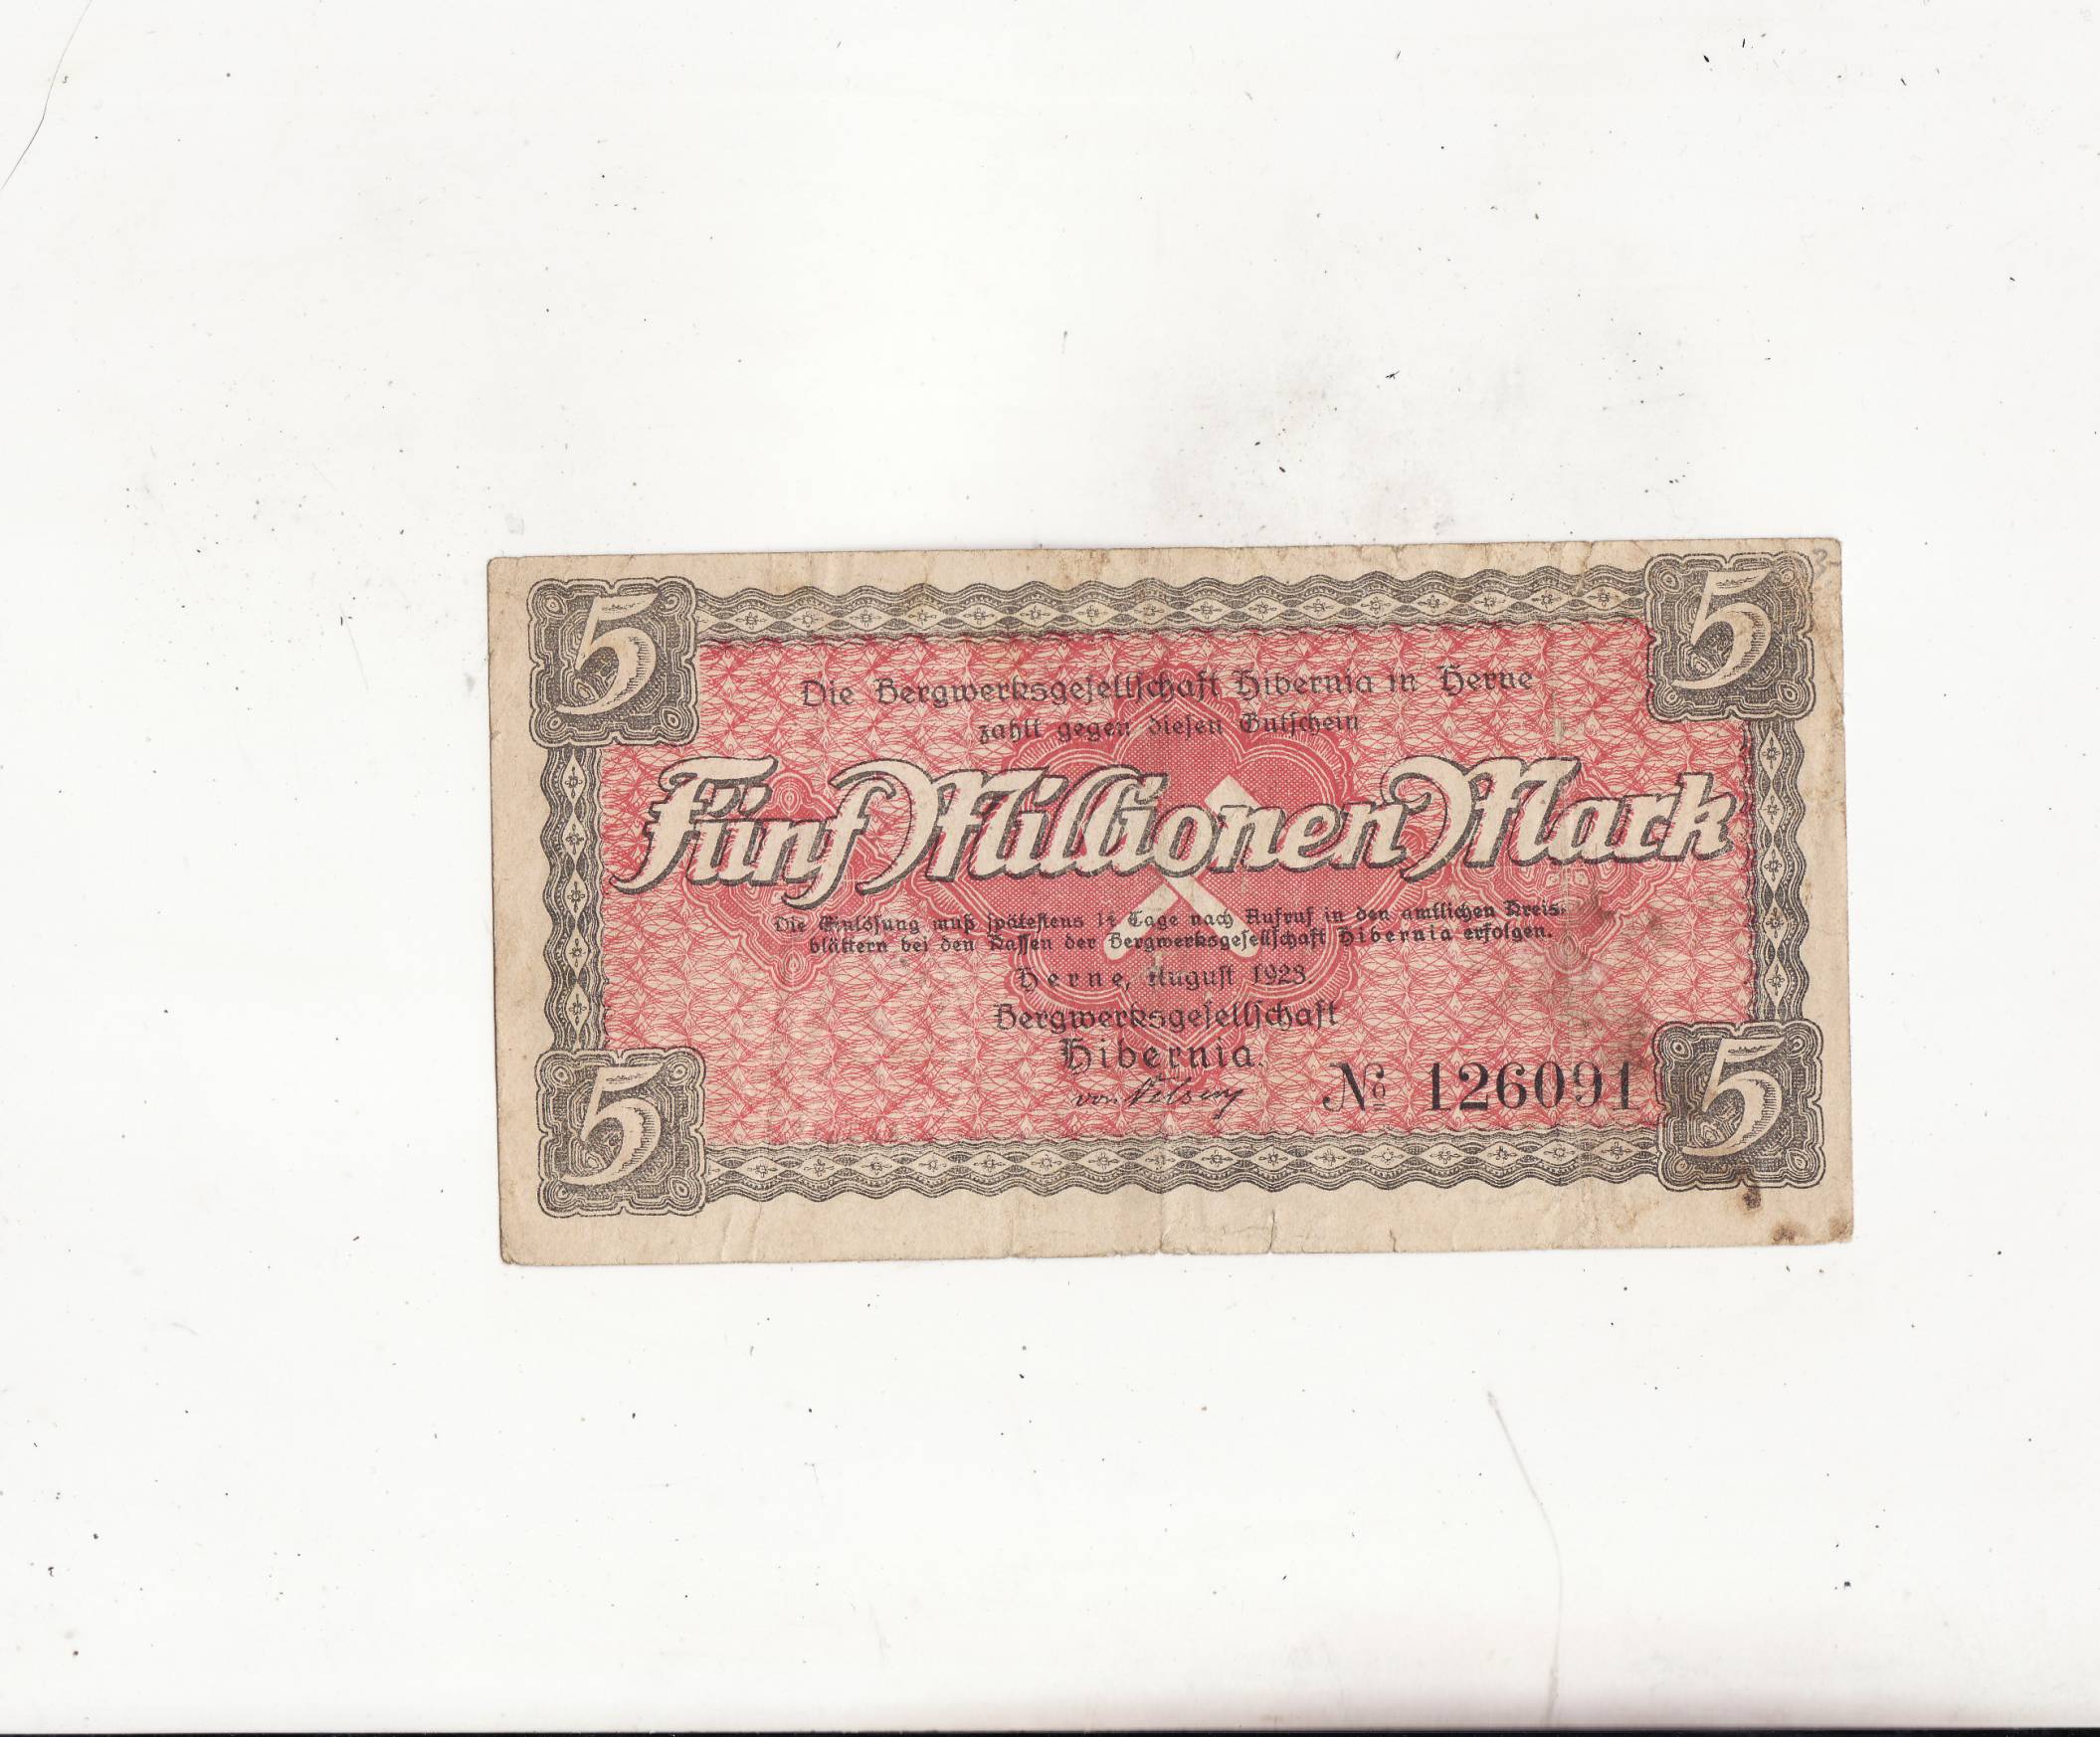 5 5
Die Bergwerksgesellschaft Hibernia in Herne
zahlt gegen diesen Gutschein
Fünf Millionen Mark
Die Einlösung muß spätestens 14 Tage nach Aufruf in den amtlichen Kreis-
blättern bei den Kassen der Bergwerksgesellschaft Hibernia erfolgen.
Herne, August 1923.
Bergwerksgesellschaft
Hibernia.
von Velsen
№ 126091
5 5